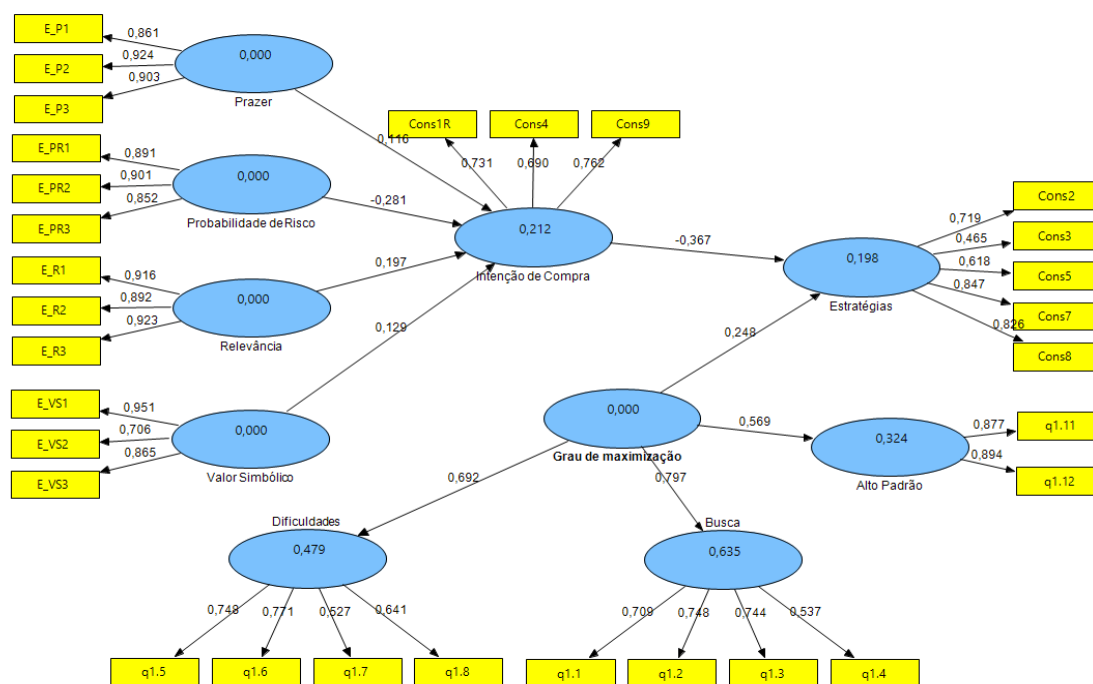 E_P1
0,861
E_P2
0,924
0,903
E_P3
0,000
Prazer
0,116
E_PR1
0,891
E_PR2
0,901
0,852
E_PR3
0,000
Probabilidade de Risco
-0,281
E_R1
0,916
E_R2
0,892
0,923
E_R3
0,000
Relevância
0,197
E_VS1
0,951
E_VS2
0,706
0,865
E_VS3
0,000
Valor Simbólico
0,129
Cons1R
Cons4
Cons9
0,731
0,690
0,762
0,212
Intenção de Compra
-0,367
0,198
Estratégias
Cons2
0,719
Cons3
0,465
0,618
Cons5
0,847
Cons7
0,826
Cons8
0,248
0,000
Grau de maximização
0,569
0,324
Alto Padrão
0,877
q1.11
0,894
q1.12
0,692
0,797
Dificuldades
0,479
0,748
0,771
0,527
0,641
q1.5
q1.6
q1.7
q1.8
Busca
0,635
0,709
0,748
0,744
0,537
q1.1
q1.2
q1.3
q1.4